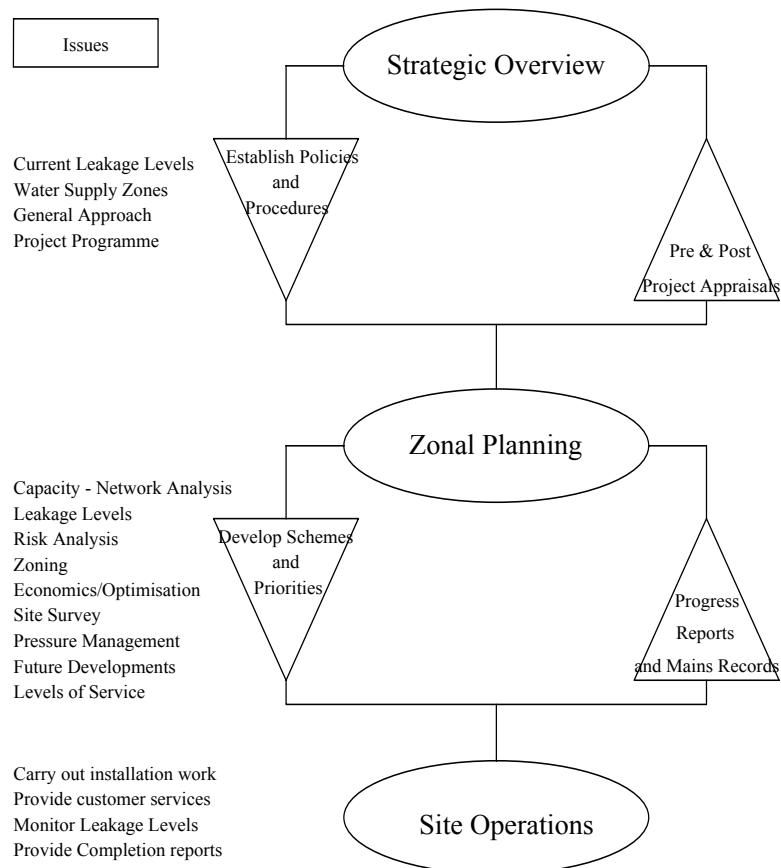 Issues
Strategic Overview
Current Leakage Levels
Water Supply Zones
General Approach
Project Programme
Establish Policies
and
Procedures
Pre & Post
Project Appraisals
Zonal Planning
Capacity - Network Analysis
Leakage Levels
Risk Analysis
Zoning
Economics/Optimisation
Site Survey
Pressure Management
Future Developments
Levels of Service
Develop Schemes
and
Priorities
Progress
Reports
and Mains Records
Carry out installation work
Provide customer services
Monitor Leakage Levels
Provide Completion reports
Site Operations